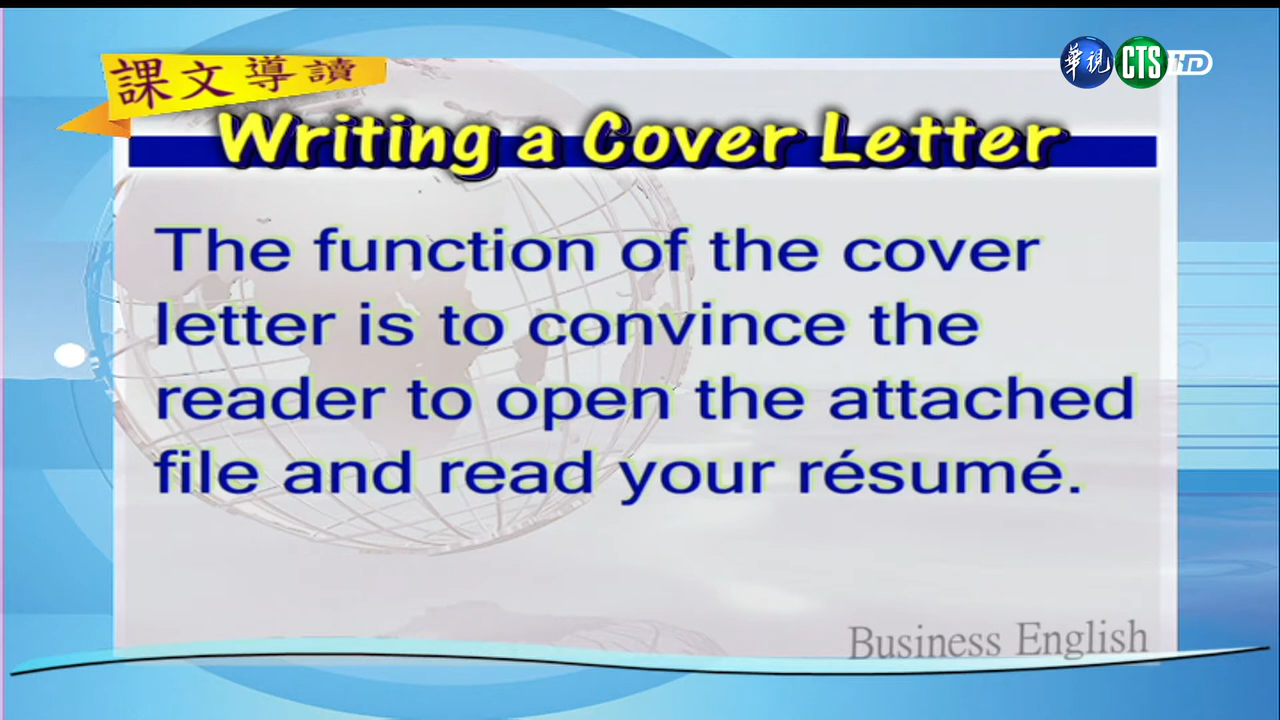 華視 CTS HD
課文導讀
Writing a Cover Letter
The function of the cover
letter is to convince the
reader to open the attached
file and read your résumé.
Business English